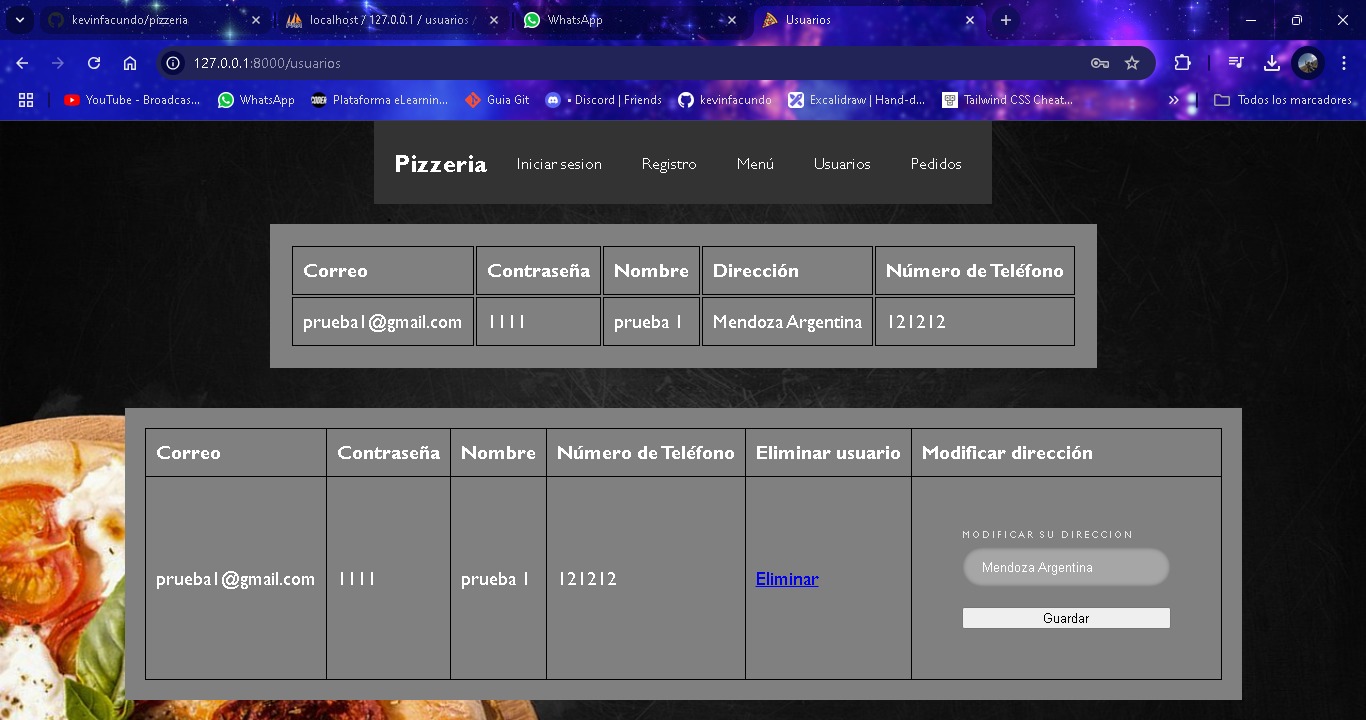 kevinfacundo/pizzeria
localhost / 127.0.0.1 / usuarios /
WhatsApp
Usuarios
127.0.0.1:8000/usuarios
YouTube - Broadcas...
WhatsApp
Plataforma eLearnin...
Guia Git
• Discord | Friends
kevinfacundo
Excalidraw | Hand-d...
Tailwind CSS Cheat...
Todos los marcadores
Pizzeria Iniciar sesion Registro Menú Usuarios Pedidos
Correo Contraseña Nombre Dirección Número de Teléfono
prueba1@gmail.com 1111 prueba 1 Mendoza Argentina 121212
Correo Contraseña Nombre Número de Teléfono Eliminar usuario Modificar dirección
MODIFICAR SU DIRECCION
prueba1@gmail.com 1111 prueba 1 121212 Eliminar Mendoza Argentina
Guardar